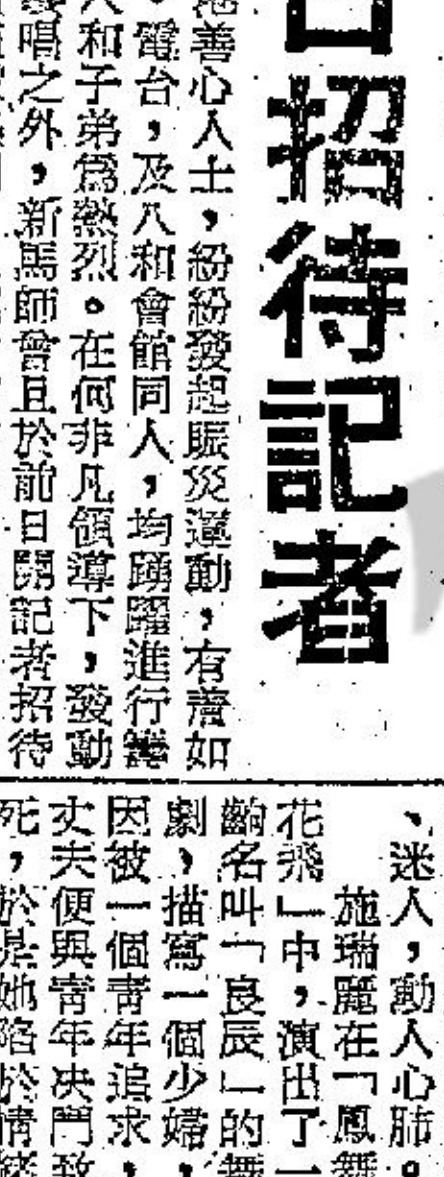 日招待記者
善心人士，紛紛發起賑災運動，有善如
、電台，及八和會館同人，均踴躍進行籌
和子弟爲熱烈。在何非凡領導下，發動
唱之外，新馬師曾且於前日開記者招待
、迷人，動人心肺。
施瑞麗在「鳳舞
花飛」中，演出了一
齣名叫「良辰」的舞
劇，描寫一個少婦，
因被一個青年追求，
丈夫便與青年决鬥致
死，於是她陷於情緒